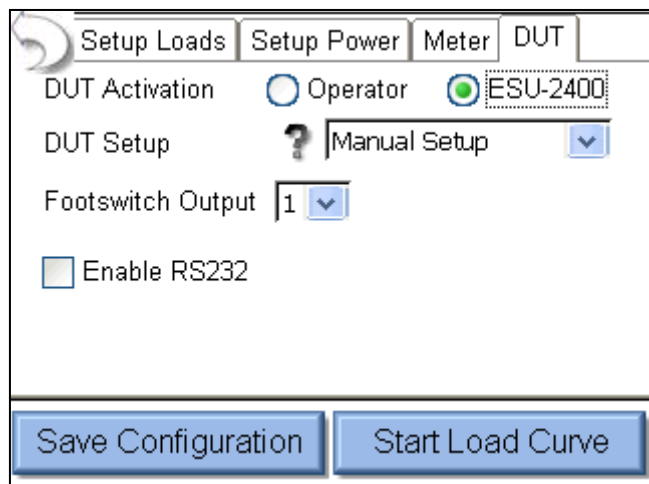 Setup Loads Setup Power Meter DUT
DUT Activation Operator ESU-2400
DUT Setup ? Manual Setup
Footswitch Output 1
Enable RS232
Save Configuration Start Load Curve